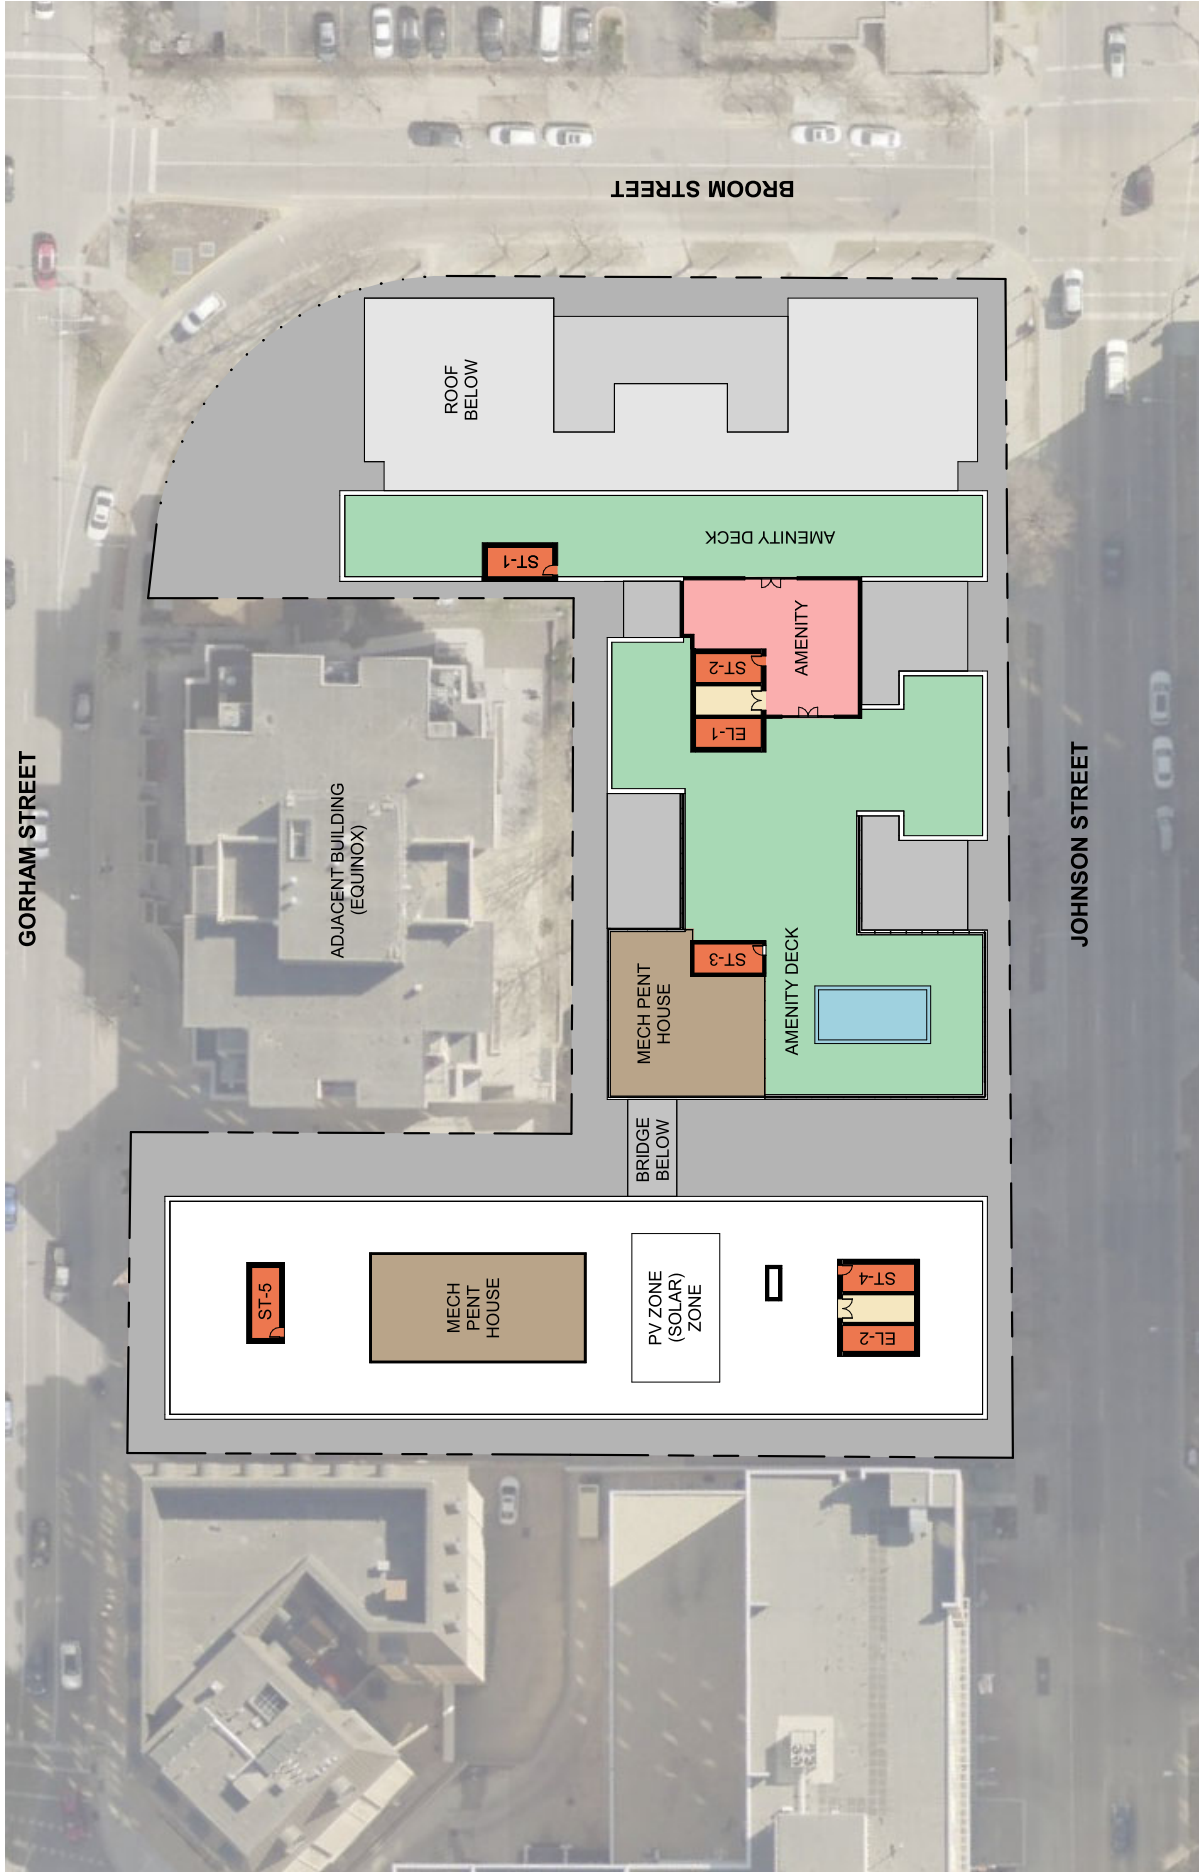 BROOM STREET
ROOF
BELOW
AMENITY DECK
ST-1
AMENITY
ST-2
EL-1
GORHAM STREET
ADJACENT BUILDING
(EQUINOX)
JOHNSON STREET
ST-3
MECH PENT
HOUSE
AMENITY DECK
BRIDGE
BELOW
ST-5
MECH
PENT
HOUSE
PV ZONE
(SOLAR)
ZONE
ST-4
EL-2